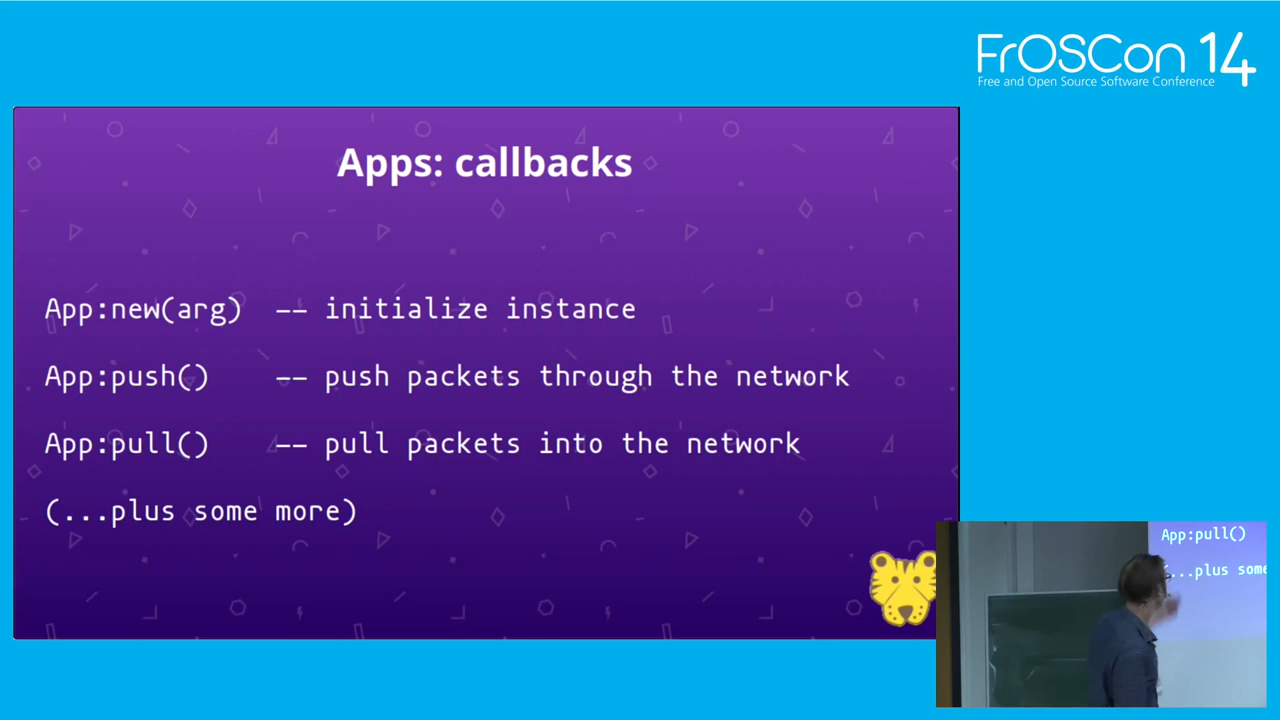 FrOSCon 14
Free and Open Source Software Conference
Apps: callbacks
App:new(arg)  -- initialize instance
App:push()    -- push packets through the network
App:pull()    -- pull packets into the network
(...plus some more)
App:pull()
(...plus some